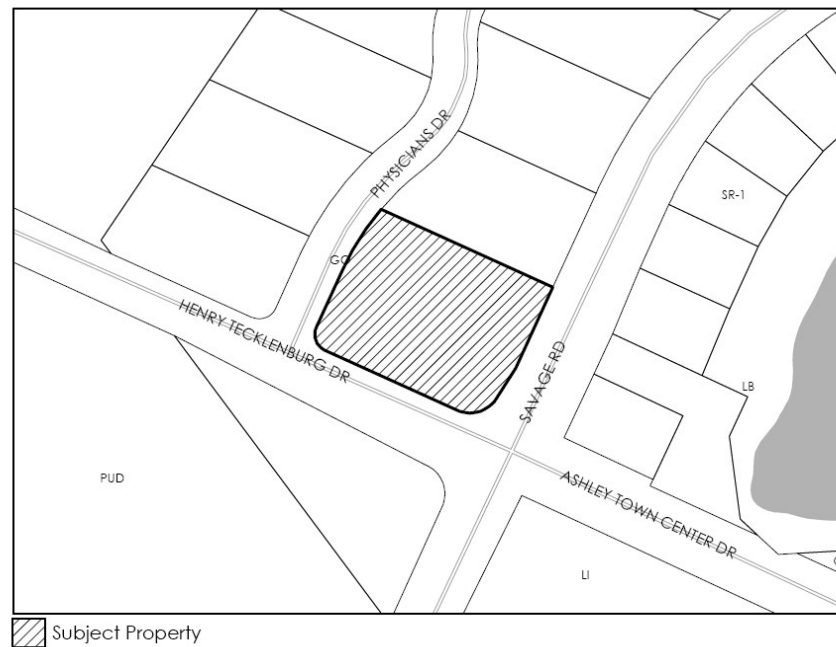 PHYSICIANS DR
SR-1
GO
HENRY TECKLENBURG DR
SAVAGE RD
LB
PUD
ASHLEY TOWN CENTER DR
LI
Subject Property